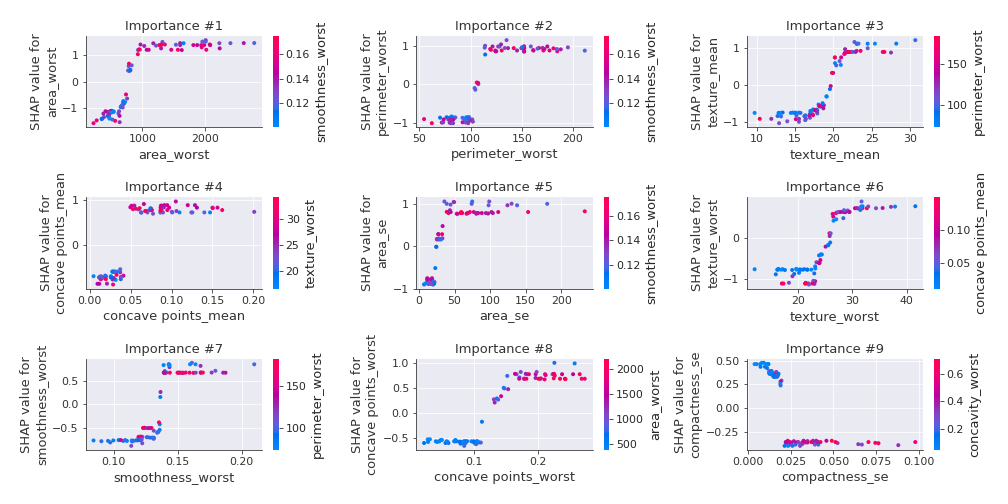 Importance #1
SHAP value for
area_worst
1
0
−1
1000
2000
area_worst
0.16
0.14
0.12
smoothness_worst
Importance #2
SHAP value for
perimeter_worst
1
0
−1
50
100
150
200
perimeter_worst
0.16
0.14
0.12
smoothness_worst
Importance #3
SHAP value for
texture_mean
1
0
−1
10
15
20
25
30
texture_mean
150
100
perimeter_worst
Importance #4
SHAP value for
concave points_mean
1
0
0.00
0.05
0.10
0.15
0.20
concave points_mean
30
25
20
texture_worst
Importance #5
SHAP value for
area_se
1
0
−1
0
50
100
150
200
area_se
0.16
0.14
0.12
smoothness_worst
Importance #6
SHAP value for
texture_worst
0
−1
20
30
40
texture_worst
0.10
0.05
concave points_mean
Importance #7
SHAP value for
smoothness_worst
0.5
0.0
−0.5
0.10
0.15
0.20
smoothness_worst
150
100
perimeter_worst
Importance #8
SHAP value for
concave points_worst
1.0
0.5
0.0
−0.5
0.1
0.2
concave points_worst
2000
1500
1000
500
area_worst
Importance #9
SHAP value for
compactness_se
0.50
0.25
0.00
−0.25
0.000
0.025
0.050
0.075
0.100
compactness_se
0.6
0.4
0.2
concavity_worst